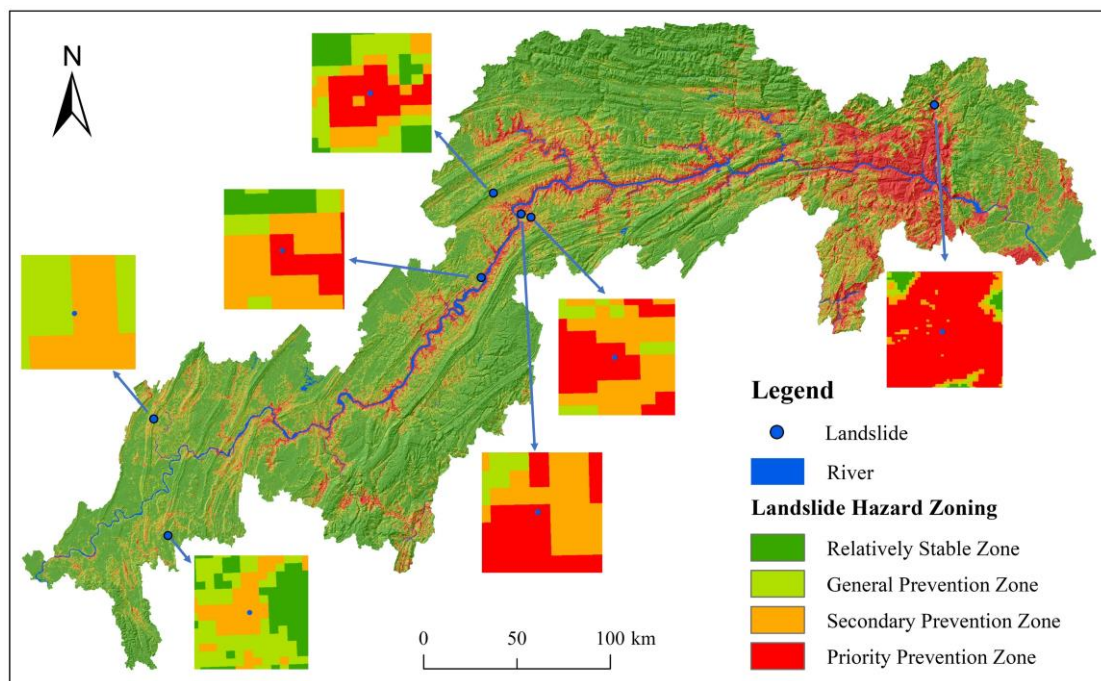 N
Legend
Landslide
River
Landslide Hazard Zoning
Relatively Stable Zone
General Prevention Zone
Secondary Prevention Zone
Priority Prevention Zone
0 50 100 km